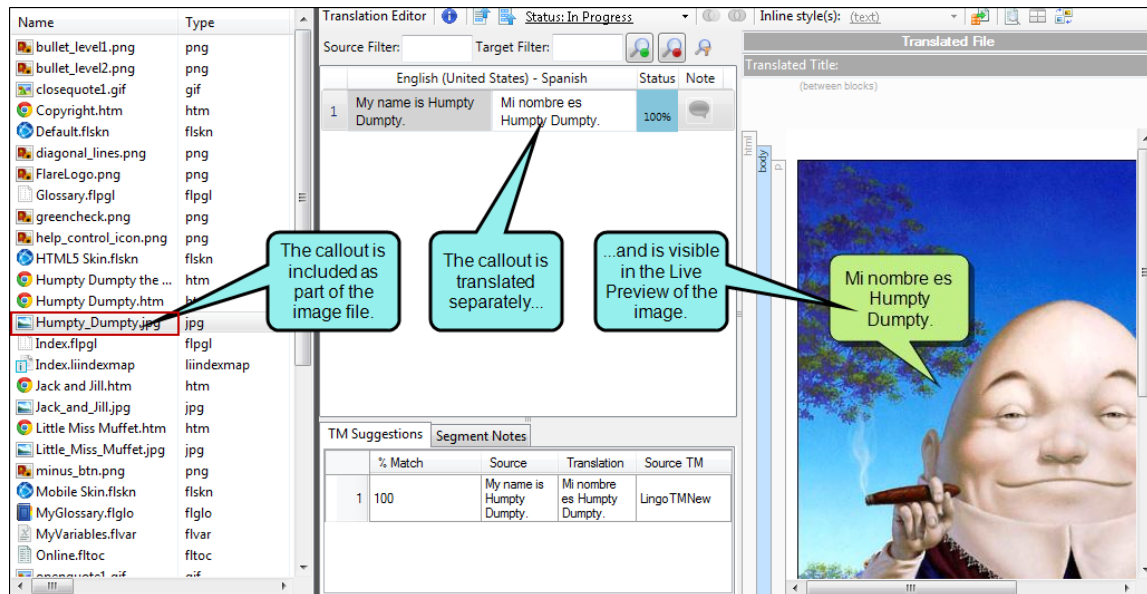 Name Type
bullet_level1.png png
bullet_level2.png png
closequote1.gif gif
Copyright.htm htm
Default.flskn flskn
diagonal_lines.png png
FlareLogo.png png
Glossary.flpgl flpgl
greencheck.png png
help_control_icon.png png
HTML5 Skin.flskn flskn
Humpty Dumpty the ... htm
Humpty Dumpty.htm
Humpty_Dumpty.jpg jpg
Index.flpgl flpgl
Index.liindexmap liindexmap
Jack and Jill.htm htm
Jack_and_Jill.jpg jpg
Little Miss Muffet.htm htm
Little_Miss_Muffet.jpg jpg
minus_btn.png png
Mobile Skin.flskn flskn
MyGlossary.flglo flglo
MyVariables.flvar flvar
Online.fltoc fltoc
The callout is
included as
part of the
image file.
Translation Editor Status: In Progress Inline style(s): (text)
Source Filter: Target Filter:
English (United States) - Spanish Status Note
1 My name is Humpty
Dumpty.
Mi nombre es
Humpty Dumpty.
100%
The callout is
translated
separately...
...and is visible
in the Live
Preview of the
image.
TM Suggestions Segment Notes
% Match Source Translation Source TM
1 100
My name is
Humpty
Dumpty.
Mi nombre
es Humpty
Dumpty.
LingoTMNew
Translated File
Translated Title:
(between blocks)
html
body
p
Mi nombre es
Humpty
Dumpty.